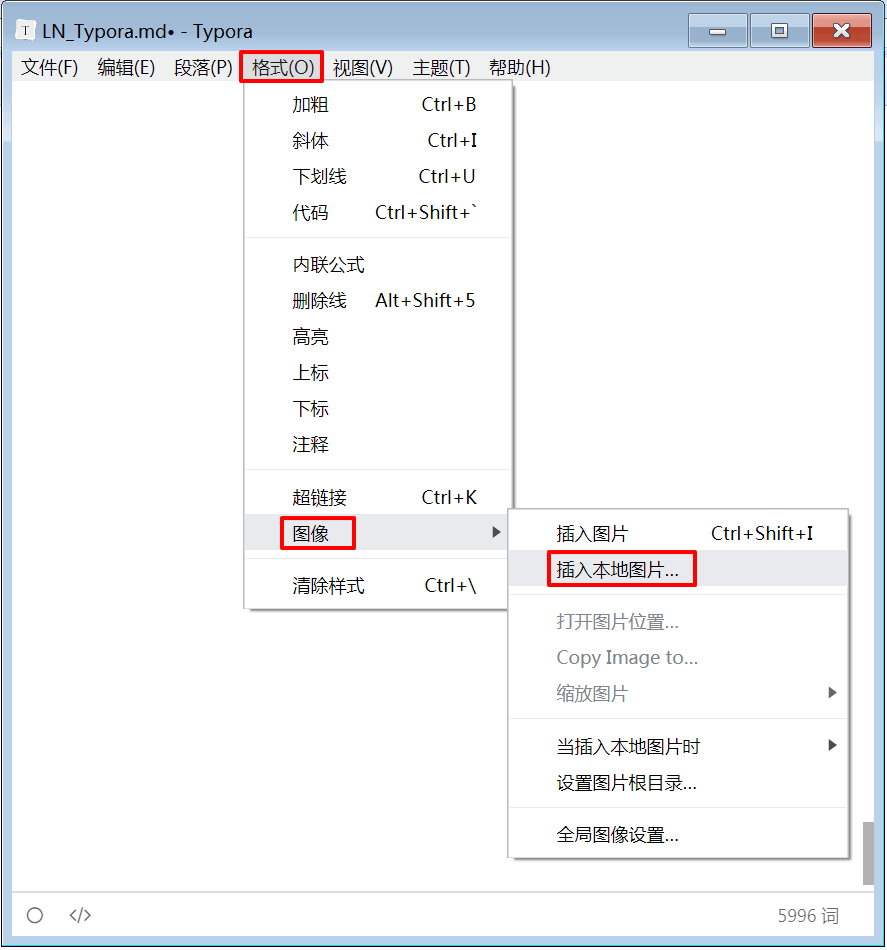 T LN_Typora.md• - Typora
文件(F) 编辑(E) 段落(P) 格式(O) 视图(V) 主题(T) 帮助(H)
加粗 Ctrl+B
斜体 Ctrl+I
下划线 Ctrl+U
代码 Ctrl+Shift+`
内联公式
删除线 Alt+Shift+5
高亮
上标
下标
注释
超链接 Ctrl+K
图像
清除样式 Ctrl+\
插入图片 Ctrl+Shift+I
插入本地图片...
打开图片位置...
Copy Image to...
缩放图片
当插入本地图片时
设置图片根目录...
全局图像设置...
</> 5996 词